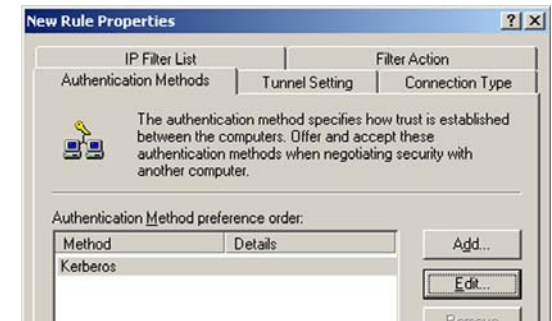 New Rule Properties
IP Filter List Filter Action
Authentication Methods Tunnel Setting Connection Type
The authentication method specifies how trust is established
between the computers. Offer and accept these
authentication methods when negotiating security with
another computer.
Authentication Method preference order:
Method Details Add...
Kerberos
Edit...
Remove